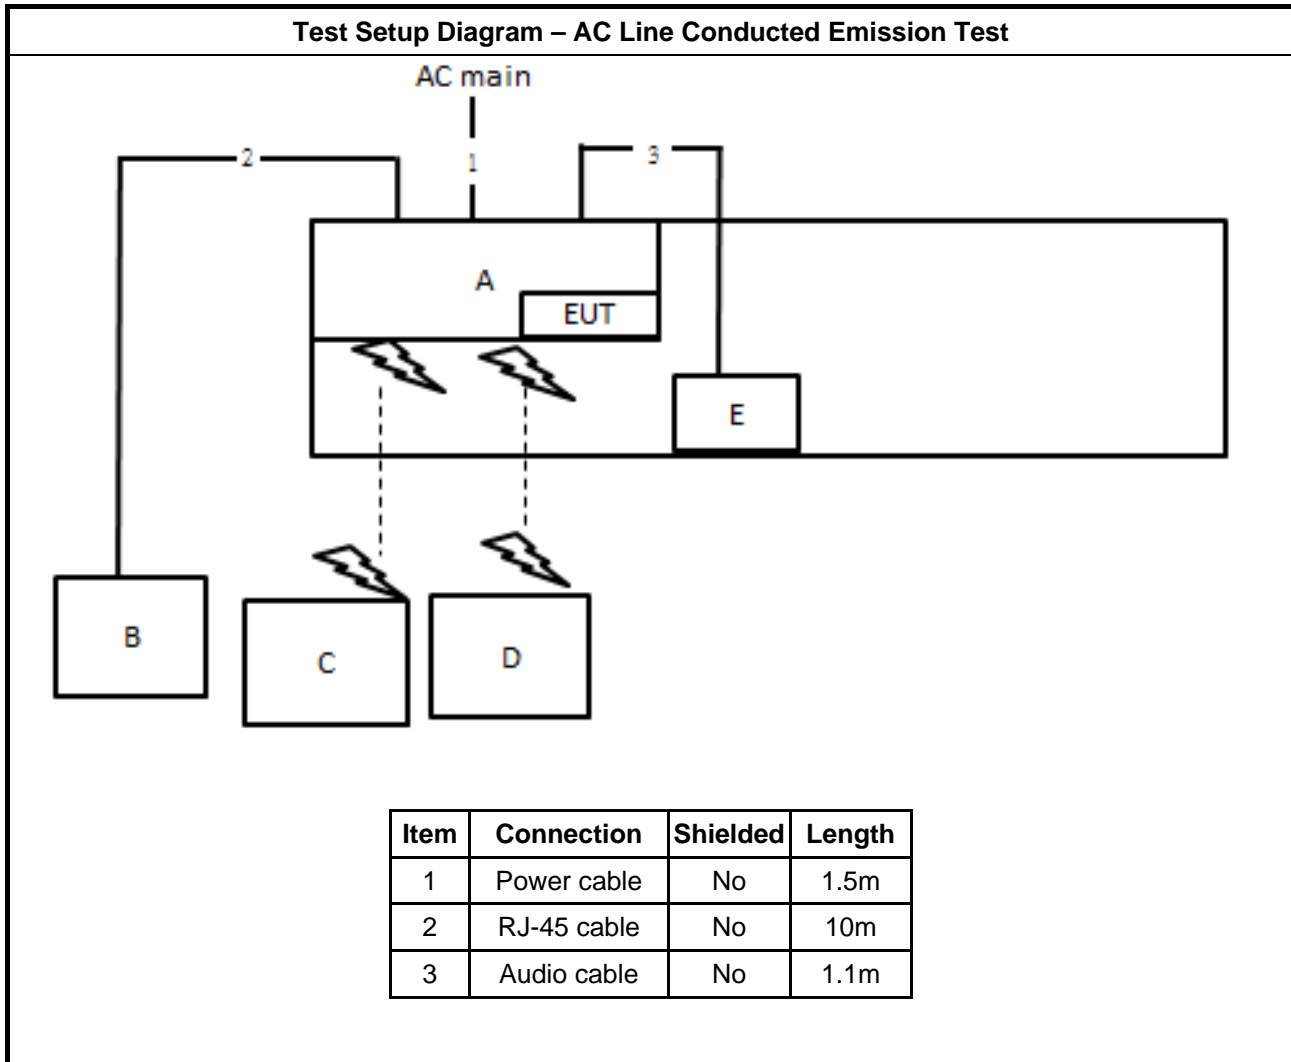 Test Setup Diagram – AC Line Conducted Emission Test
AC main
2
1
3
A
EUT
E
B
C
D
Item Connection Shielded Length
1 Power cable No 1.5m
2 RJ-45 cable No 10m
3 Audio cable No 1.1m